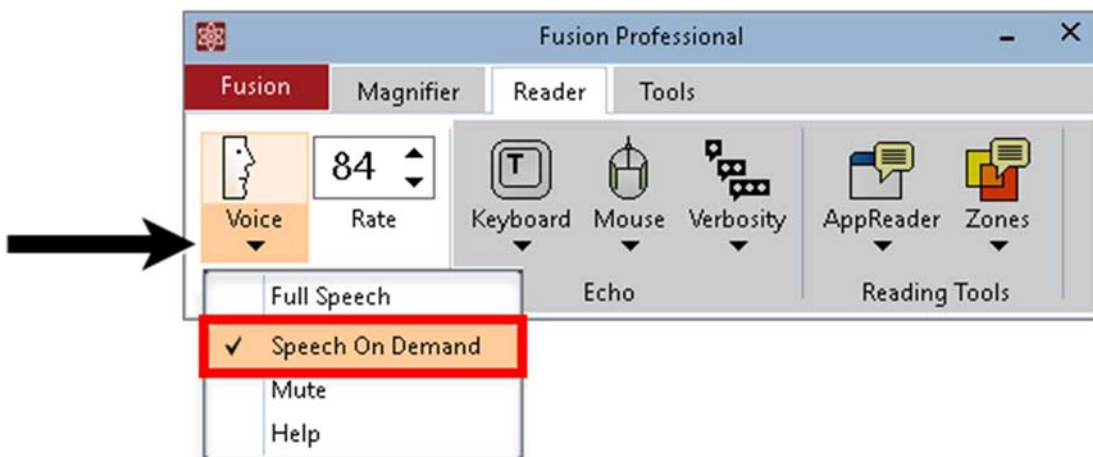 Fusion Professional
Fusion Magnifier Reader Tools
84
T
Voice Rate Keyboard Mouse Verbosity AppReader Zones
Echo Reading Tools
Full Speech
✓ Speech On Demand
Mute
Help